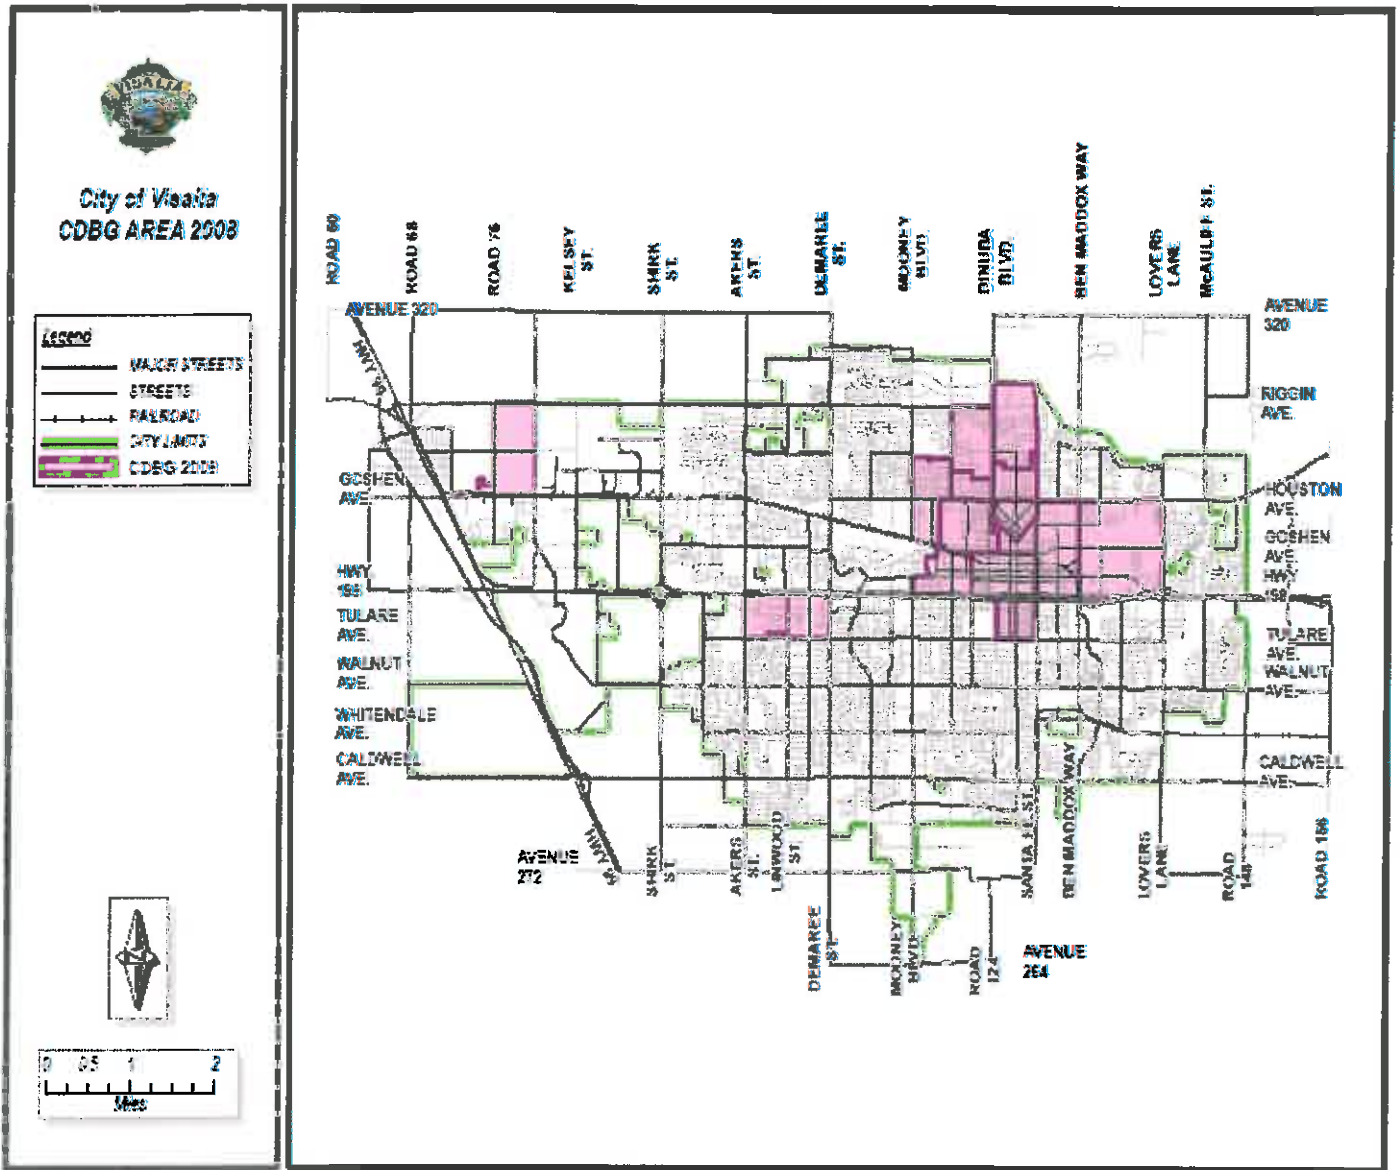 VISALIA
City of Visalia
CDBG AREA 2008
Legend
MAJOR STREETS
STREETS
RAILROAD
CITY LIMITS
CDBG 2008
0 0.5 1 2
Miles
ROAD 60
ROAD 68
ROAD 76
KELSEY
ST.
SHIRK
ST.
AKERS
ST.
DEMAREE
ST.
MOONEY
BLVD.
DINUBA
BLVD.
BEN MADDOX WAY
LOVERS
LANE
McAULIFF ST.
AVENUE 320
AVENUE
320
HWY 99
RIGGIN
AVE.
GOSHEN
AVE.
HOUSTON
AVE.
GOSHEN
AVE.
HWY
198
HWY
198
TULARE
AVE.
TULARE
AVE.
WALNUT
AVE.
WALNUT
AVE.
WHITENDALE
AVE.
CALDWELL
AVE.
CALDWELL
AVE.
AVENUE
272
HWY 99
SHIRK
ST.
AKERS
ST.
LINWOOD
ST.
DEMAREE
ST.
MOONEY
BLVD.
ROAD
124
SANTA FE ST.
BEN MADDOX WAY
LOVERS
LANE
ROAD
148
ROAD 156
AVENUE
264